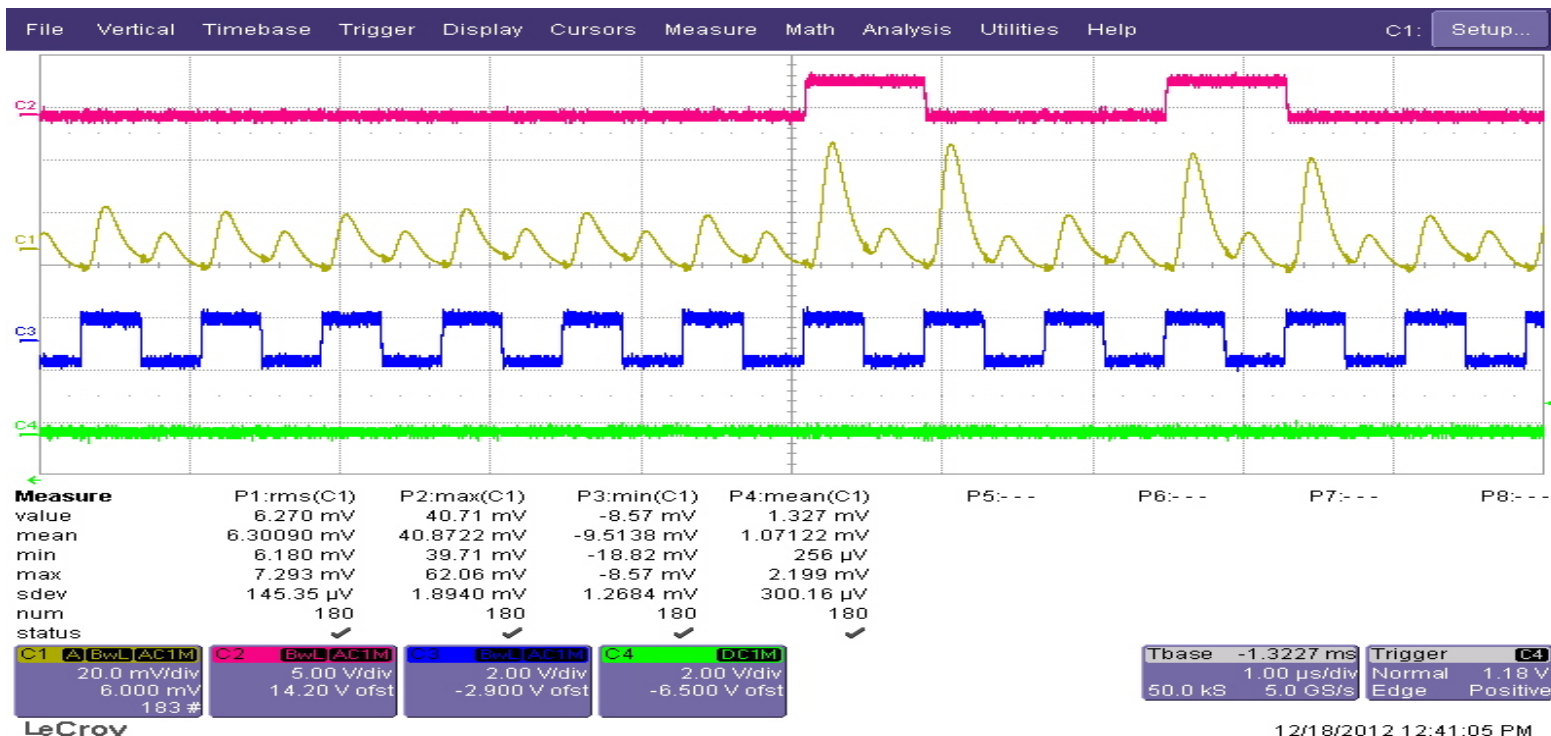 File Vertical Timebase Trigger Display Cursors Measure Math Analysis Utilities Help C1: Setup...
C2
C1
C3
C4
Measure P1:rms(C1) P2:max(C1) P3:min(C1) P4:mean(C1) P5:- - - P6:- - - P7:- - - P8:- - -
value 6.270 mV 40.71 mV -8.57 mV 1.327 mV
mean 6.30090 mV 40.8722 mV -9.5138 mV 1.07122 mV
min 6.180 mV 39.71 mV -18.82 mV 256 µV
max 7.293 mV 62.06 mV -8.57 mV 2.199 mV
sdev 145.35 µV 1.8940 mV 1.2684 mV 300.16 µV
num 180 180 180 180
status
C1 A BwL AC1M C2 BwL AC1M C3 BwL AC1M C4 DC1M Tbase -1.3227 ms Trigger C4
20.0 mV/div 5.00 V/div 2.00 V/div 2.00 V/div 1.00 µs/div Normal 1.18 V
6.000 mV 14.20 V ofst -2.900 V ofst -6.500 V ofst 50.0 kS 5.0 GS/s Edge Positive
183 #
LeCroy 12/18/2012 12:41:05 PM